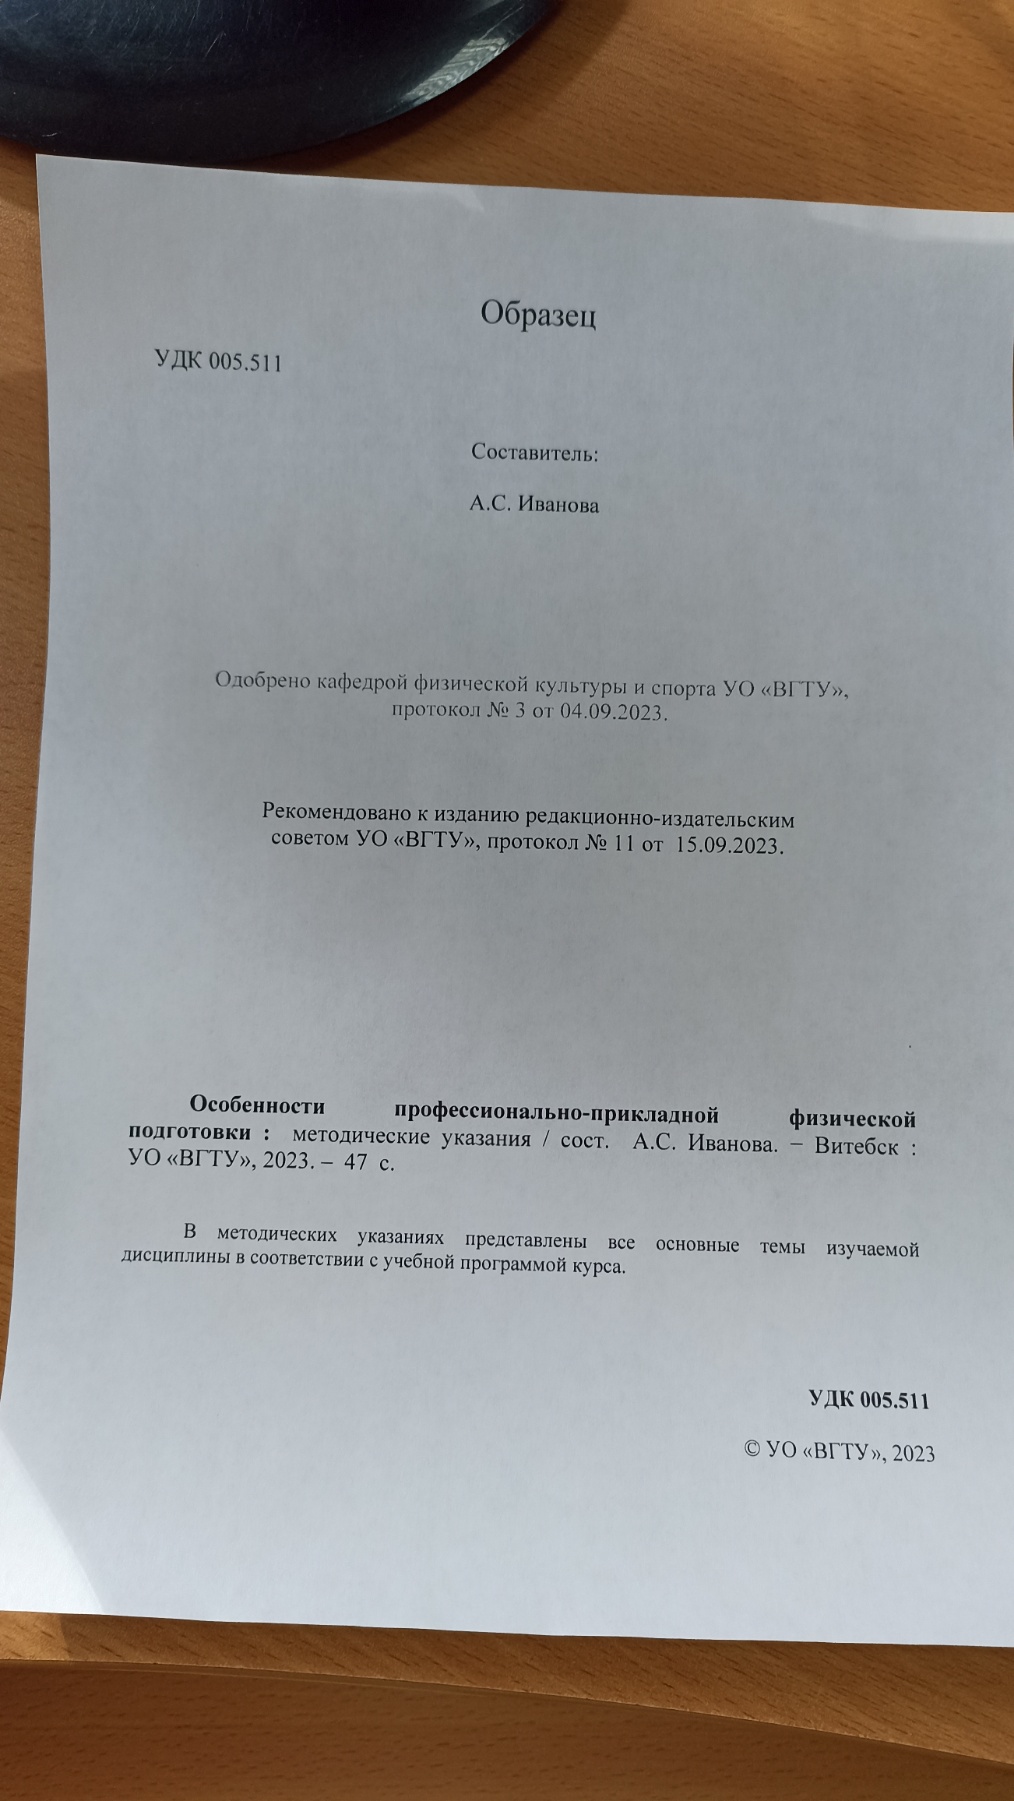 Образец
УДК 005.511
Составитель:
А.С. Иванова
Одобрено кафедрой физической культуры и спорта УО «ВГТУ»,
протокол № 3 от 04.09.2023.
Рекомендовано к изданию редакционно-издательским
советом УО «ВГТУ», протокол № 11 от 15.09.2023.
Особенности профессионально-прикладной физической
подготовки : методические указания / сост. А.С. Иванова. – Витебск :
УО «ВГТУ», 2023. – 47 с.
В методических указаниях представлены все основные темы изучаемой
дисциплины в соответствии с учебной программой курса.
УДК 005.511
© УО «ВГТУ», 2023